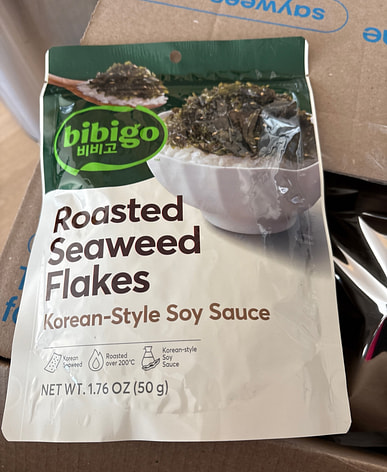 saywee
bibigo
비비고
Roasted
Seaweed
Flakes
Korean-Style Soy Sauce
Korean
Seaweed
Roasted
over 200°C
Korean-style
Soy
Sauce
NET WT. 1.76 OZ (50 g)